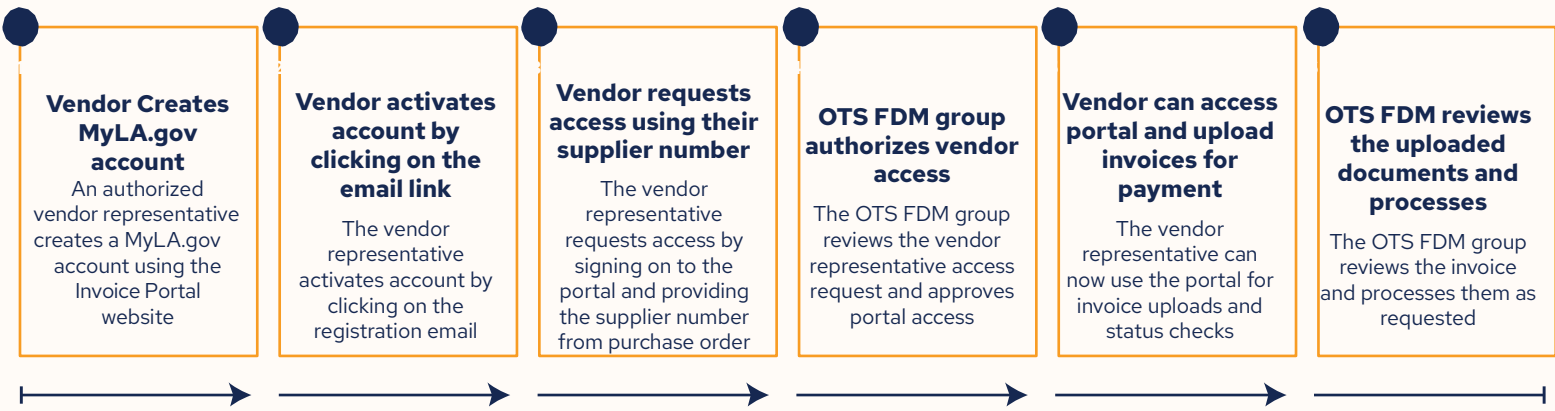 Vendor Creates
MyLA.gov
account
An authorized
vendor representative
creates a MyLA.gov
account using the
Invoice Portal
website
Vendor activates
account by
clicking on the
email link
The vendor
representative
activates account by
clicking on the
registration email
Vendor requests
access using their
supplier number
The vendor
representative
requests access by
signing on to the
portal and providing
the supplier number
from purchase order
OTS FDM group
authorizes vendor
access
The OTS FDM group
reviews the vendor
representative access
request and approves
portal access
Vendor can access
portal and upload
invoices for
payment
The vendor
representative can
now use the portal for
invoice uploads and
status checks
OTS FDM reviews
the uploaded
documents and
processes
The OTS FDM group
reviews the invoice
and processes them as
requested